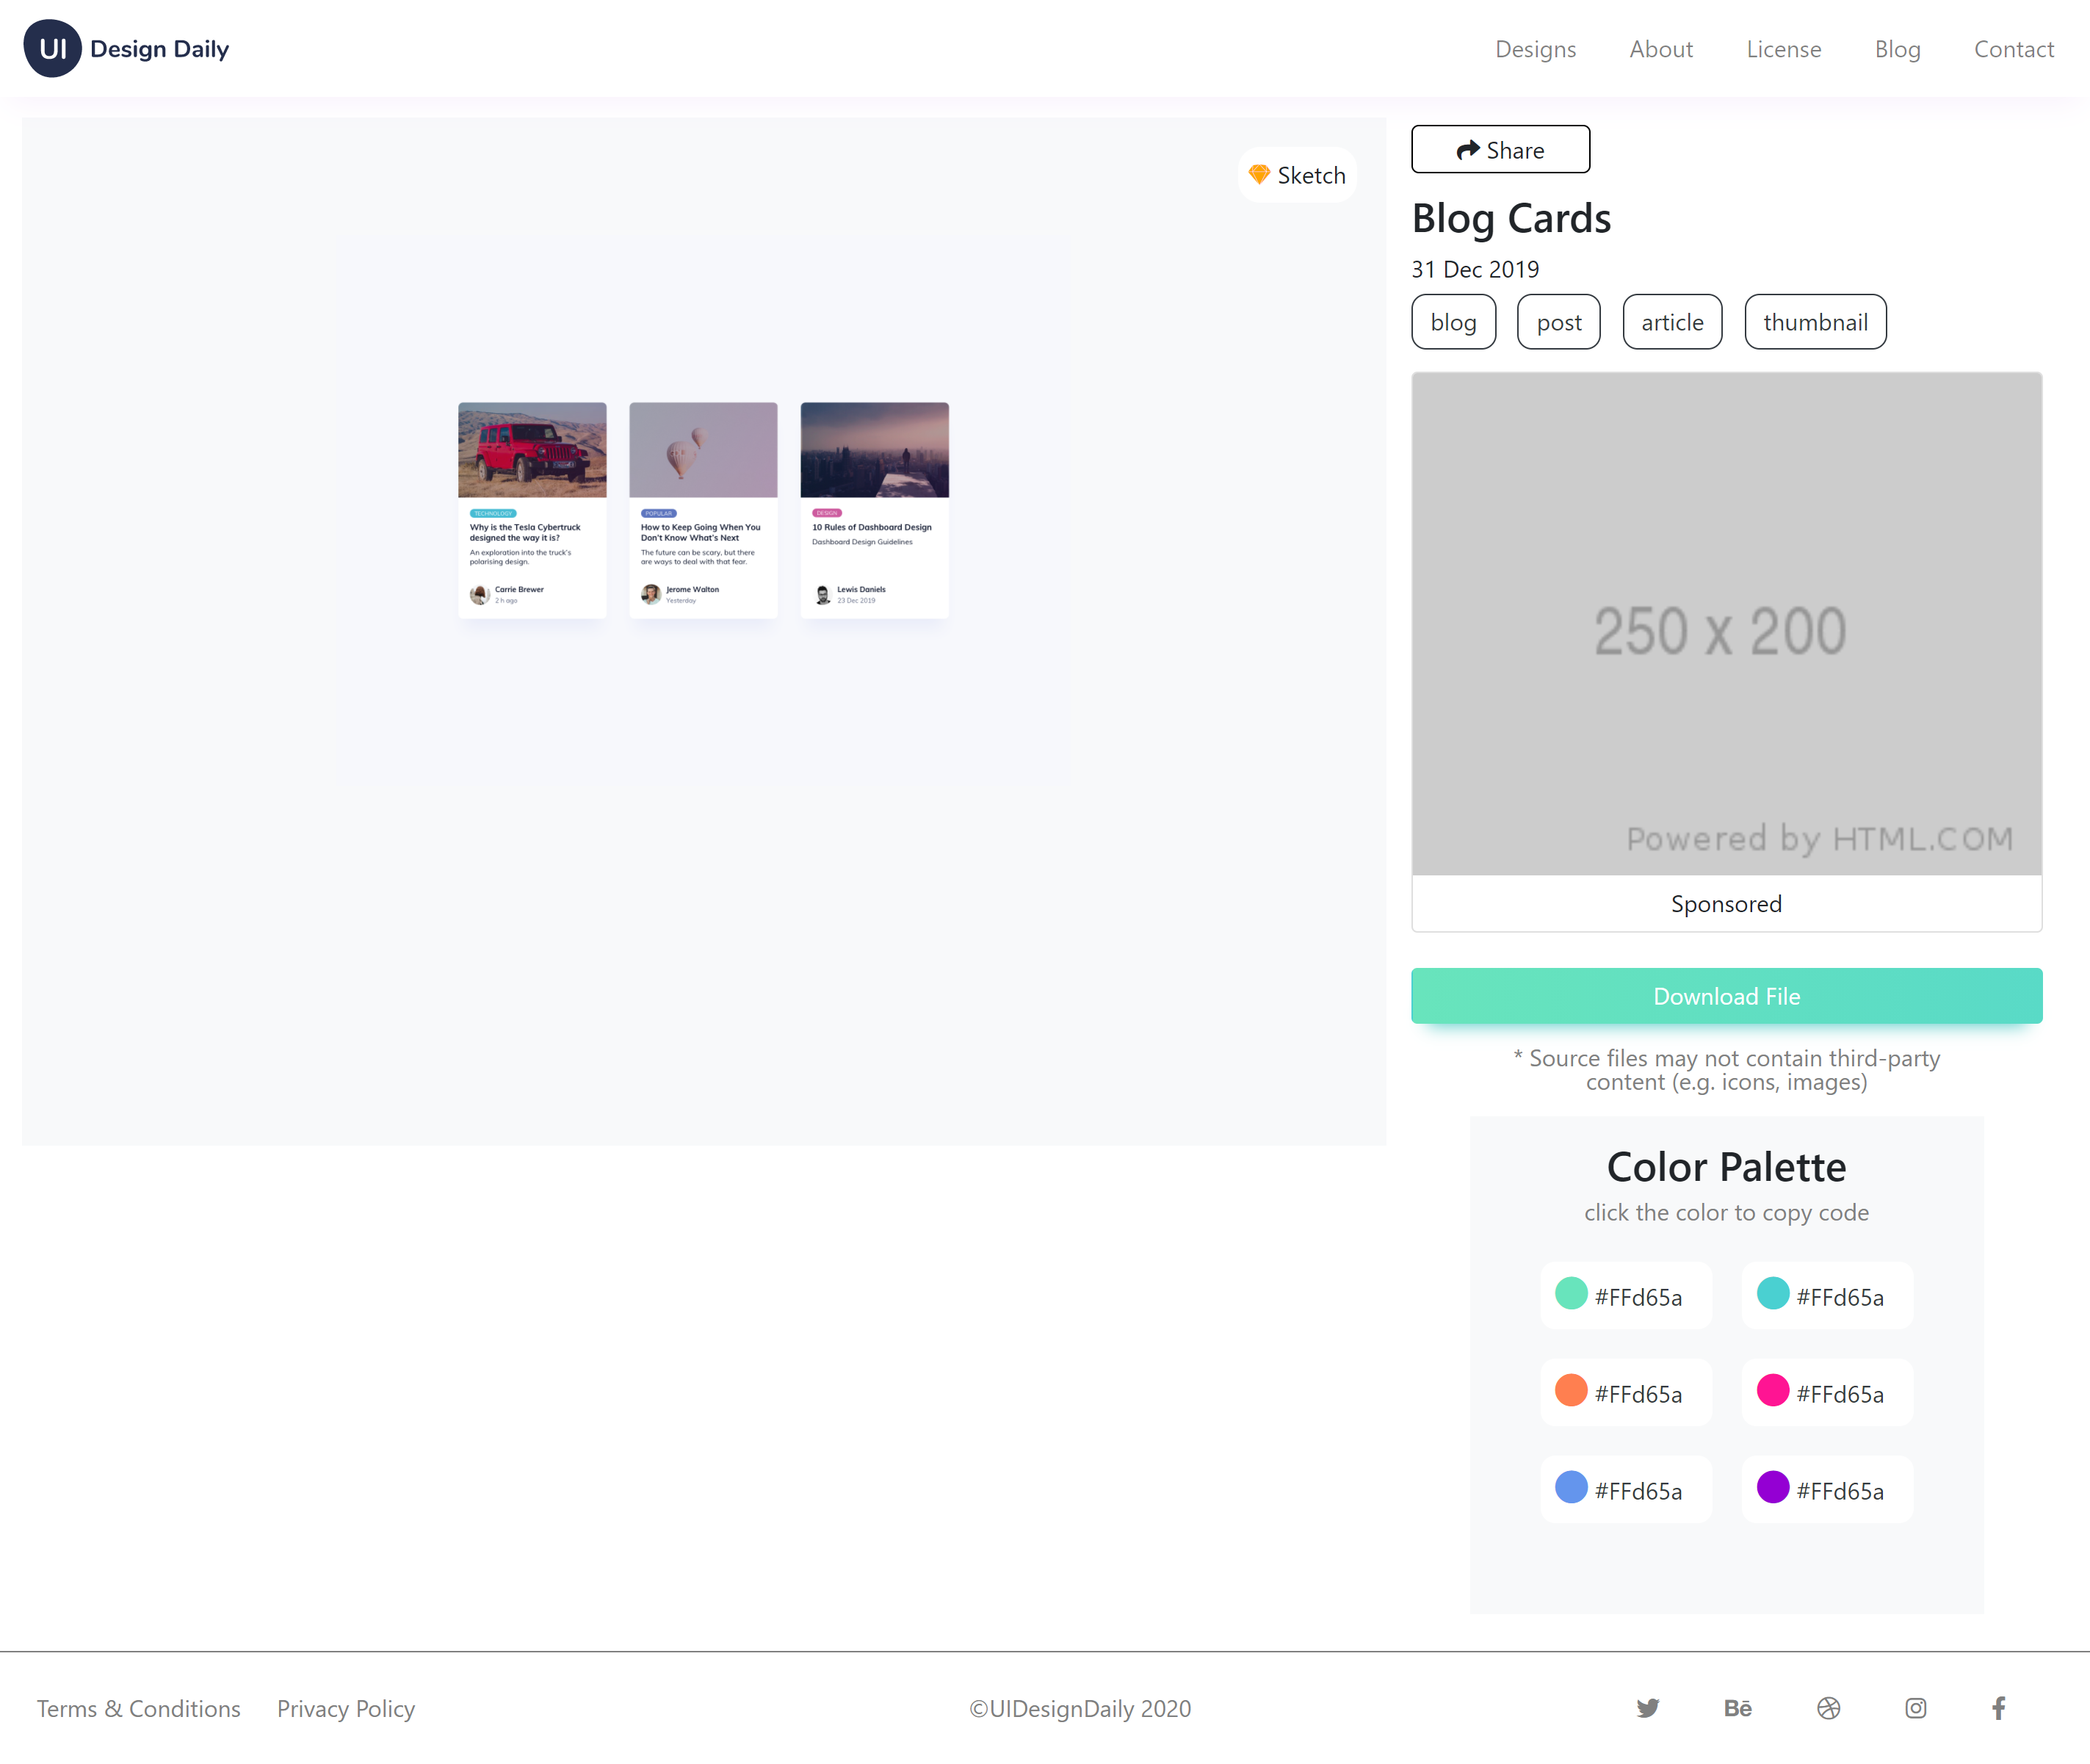 UI Design Daily
Designs About License Blog Contact
Sketch
TECHNOLOGY
Why is the Tesla Cybertruck
designed the way it is?
An exploration into the truck's
polarising design.
Carrie Brewer
2 h ago
POPULAR
How to Keep Going When You
Don't Know What's Next
The future can be scary, but there
are ways to deal with that fear.
Jerome Walton
Yesterday
DESIGN
10 Rules of Dashboard Design
Dashboard Design Guidelines
Lewis Daniels
23 Dec 2019
Share
Blog Cards
31 Dec 2019
blog post article thumbnail
250 x 200
Powered by HTML.COM
Sponsored
Download File
* Source files may not contain third-party
content (e.g. icons, images)
Color Palette
click the color to copy code
#FFd65a #FFd65a
#FFd65a #FFd65a
#FFd65a #FFd65a
Terms & Conditions Privacy Policy ©UIDesignDaily 2020 Bē